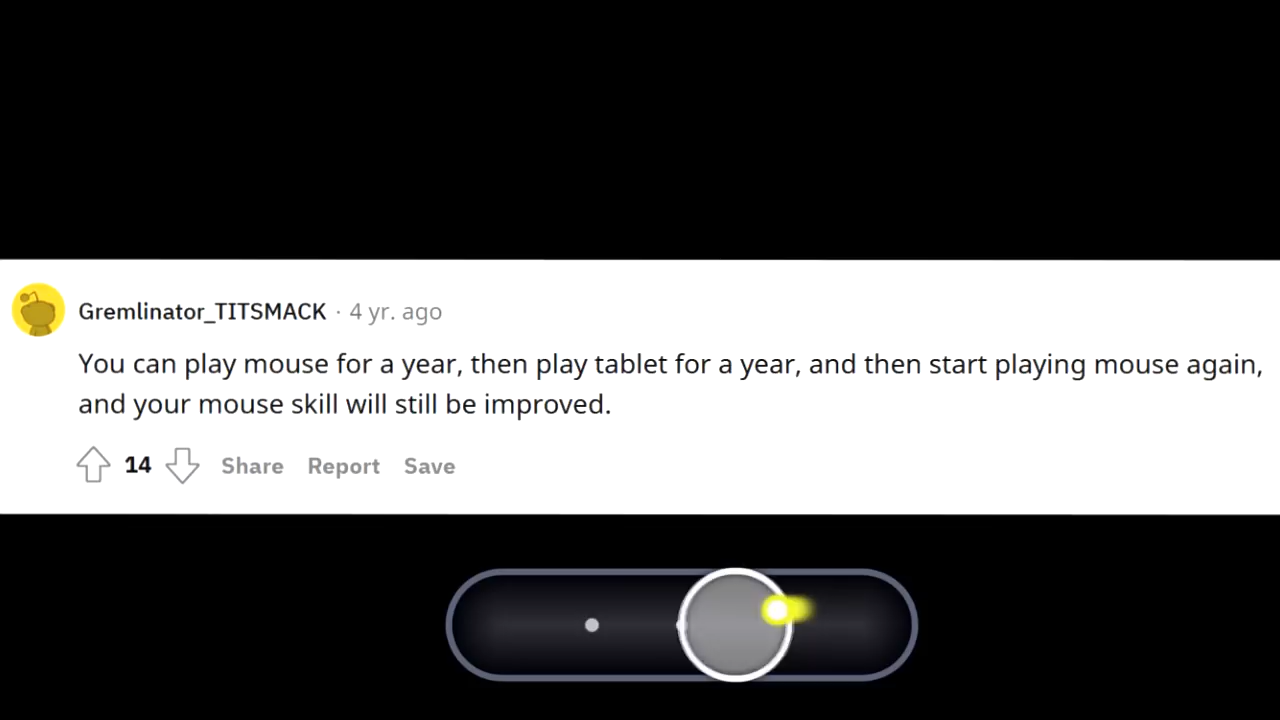 Gremlinator_TITSMACK · 4 yr. ago
You can play mouse for a year, then play tablet for a year, and then start playing mouse again,
and your mouse skill will still be improved.
14 Share Report Save